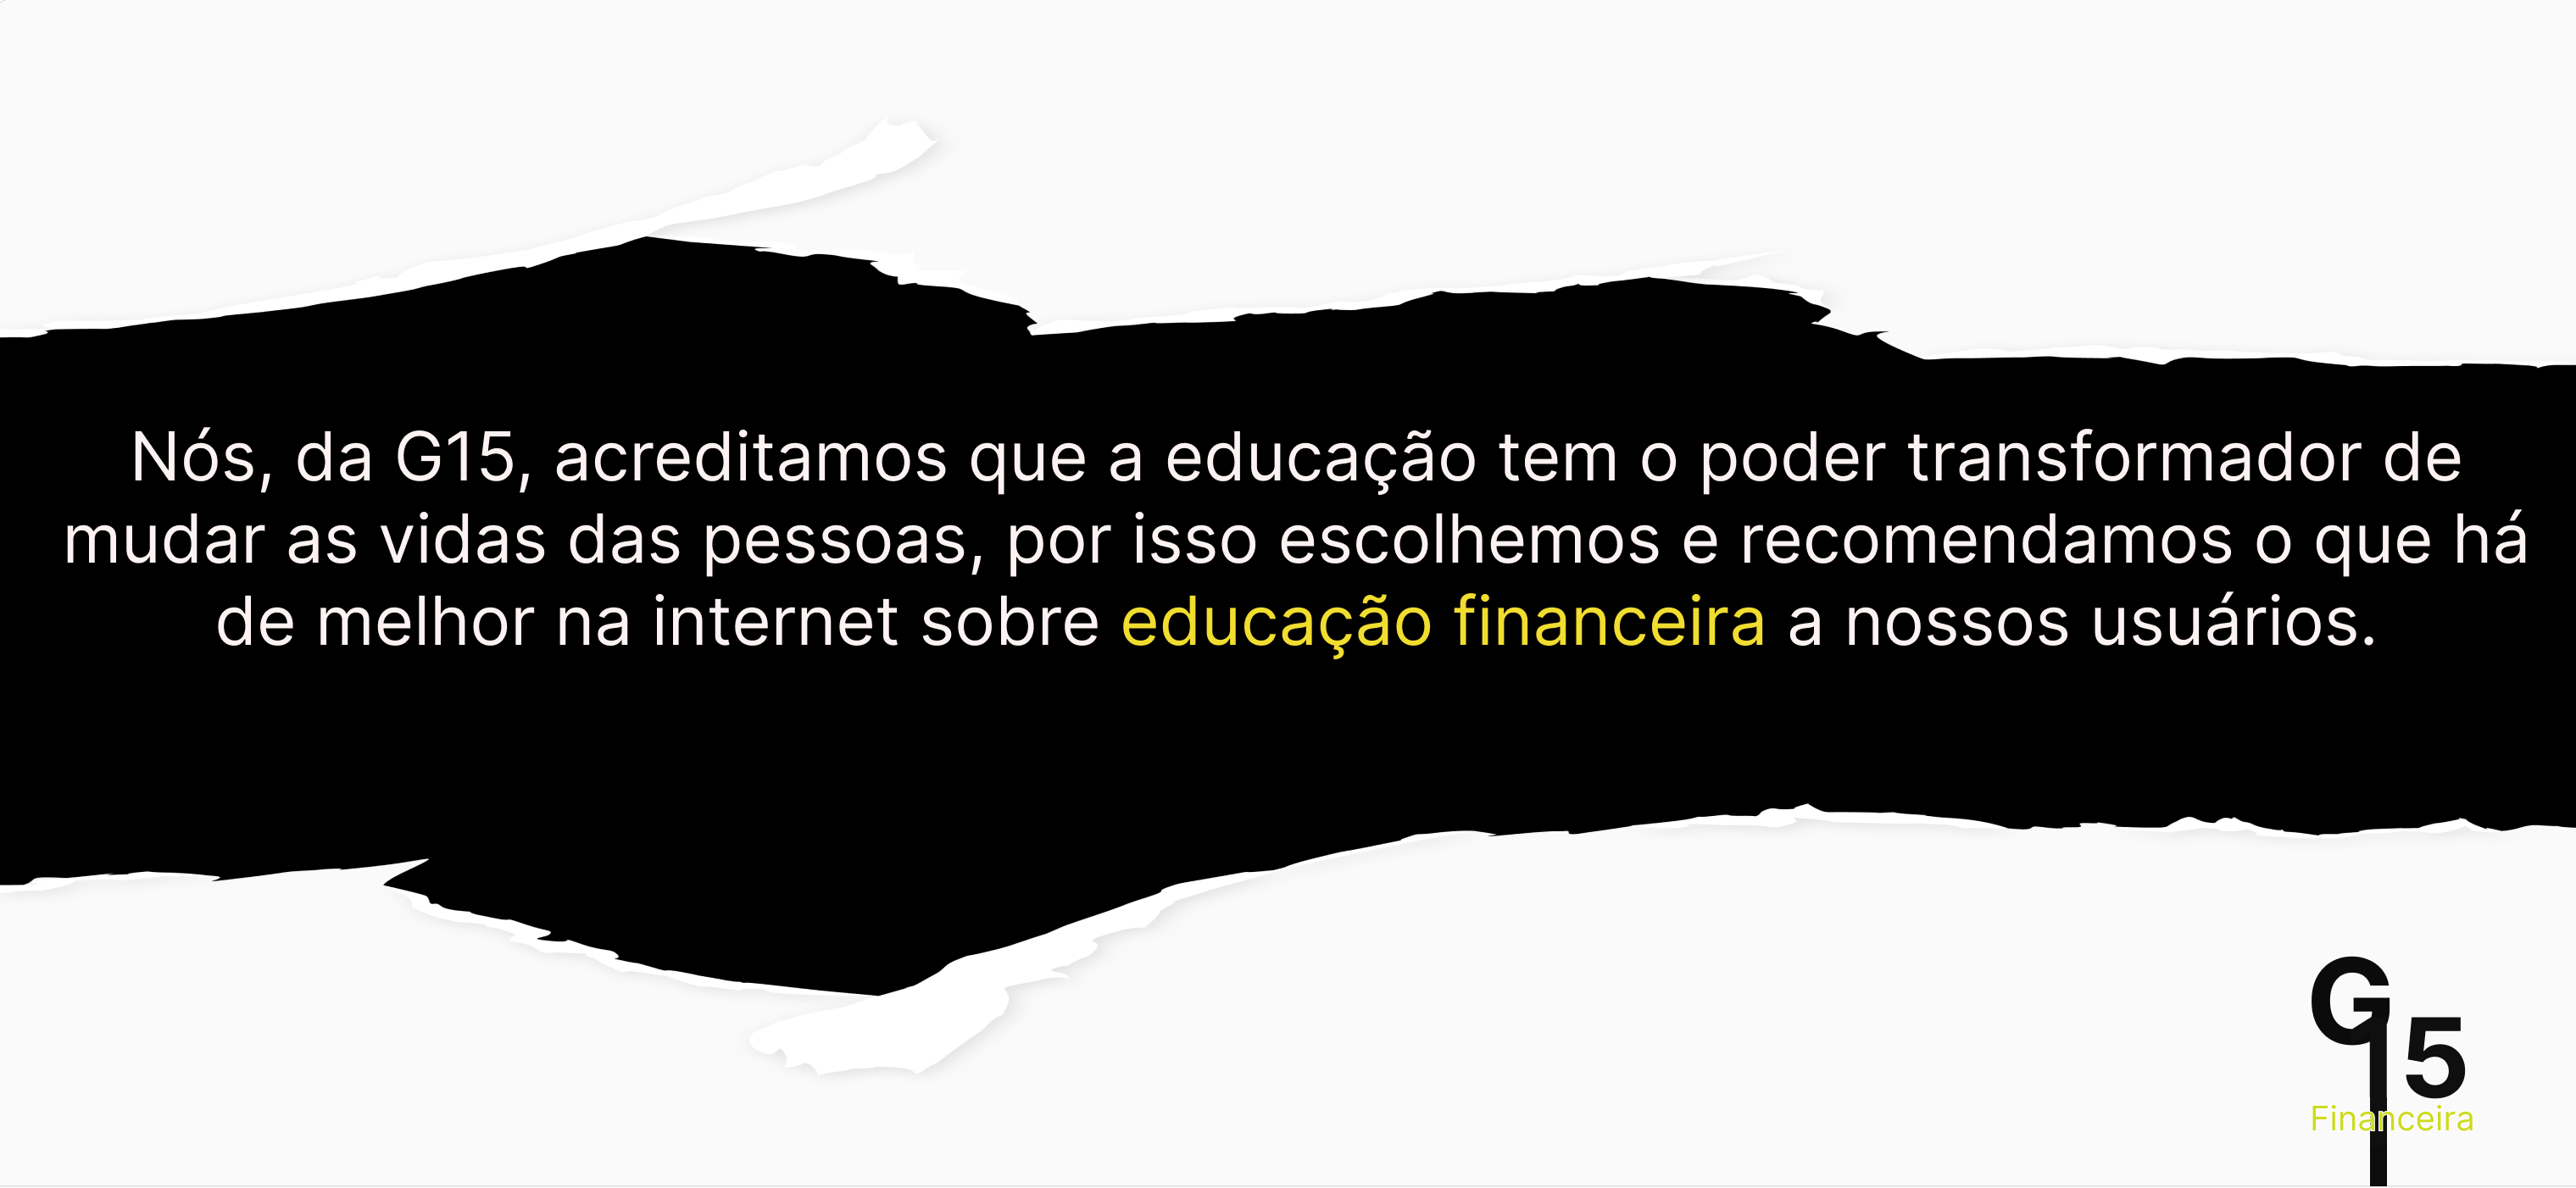 Nós, da G15, acreditamos que a educação tem o poder transformador de
mudar as vidas das pessoas, por isso escolhemos e recomendamos o que há
de melhor na internet sobre educação financeira a nossos usuários.
G15
Financeira